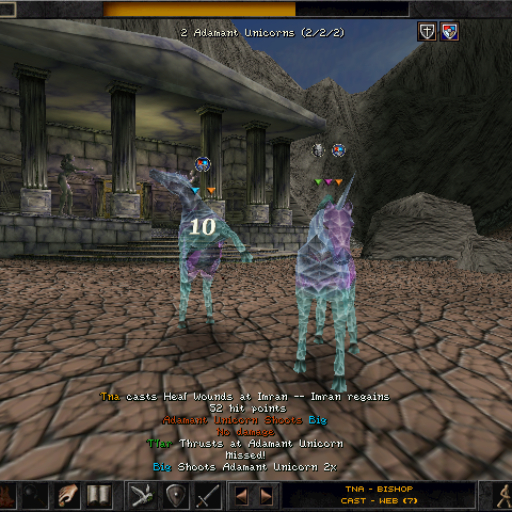 2 Adamant Unicorns (2/2/2)
10
Tna casts Heal Wounds at Imran -- Imran regains
52 hit points
Adamant Unicorn Shoots Big
No damage
Thrusts at Adamant Unicorn
Missed!
Big Shoots Adamant Unicorn 2x
TNA - BISHOP
CAST - WEB (7)